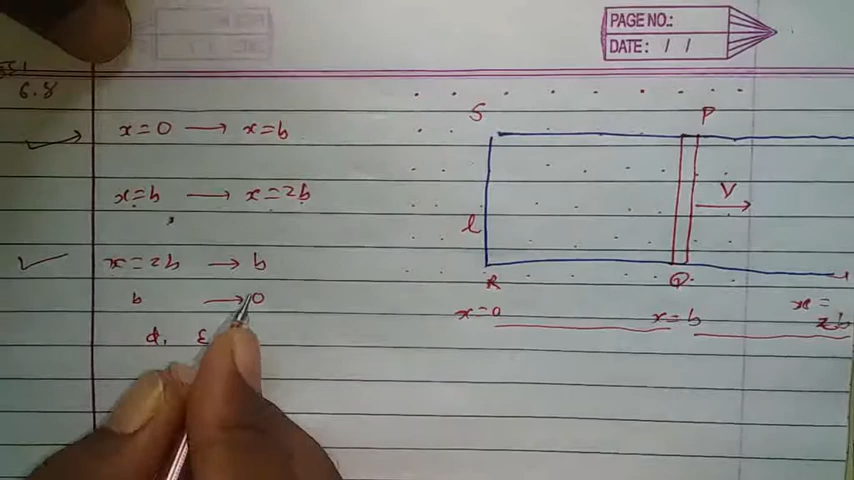 PAGE NO.:
DATE: / /
6.8
x=0 → x=b
x=b → x=2b
x=2b → b
b → 0
φ, ε
S
P
V
l
R
Q
x=0
x=b
x=
2b